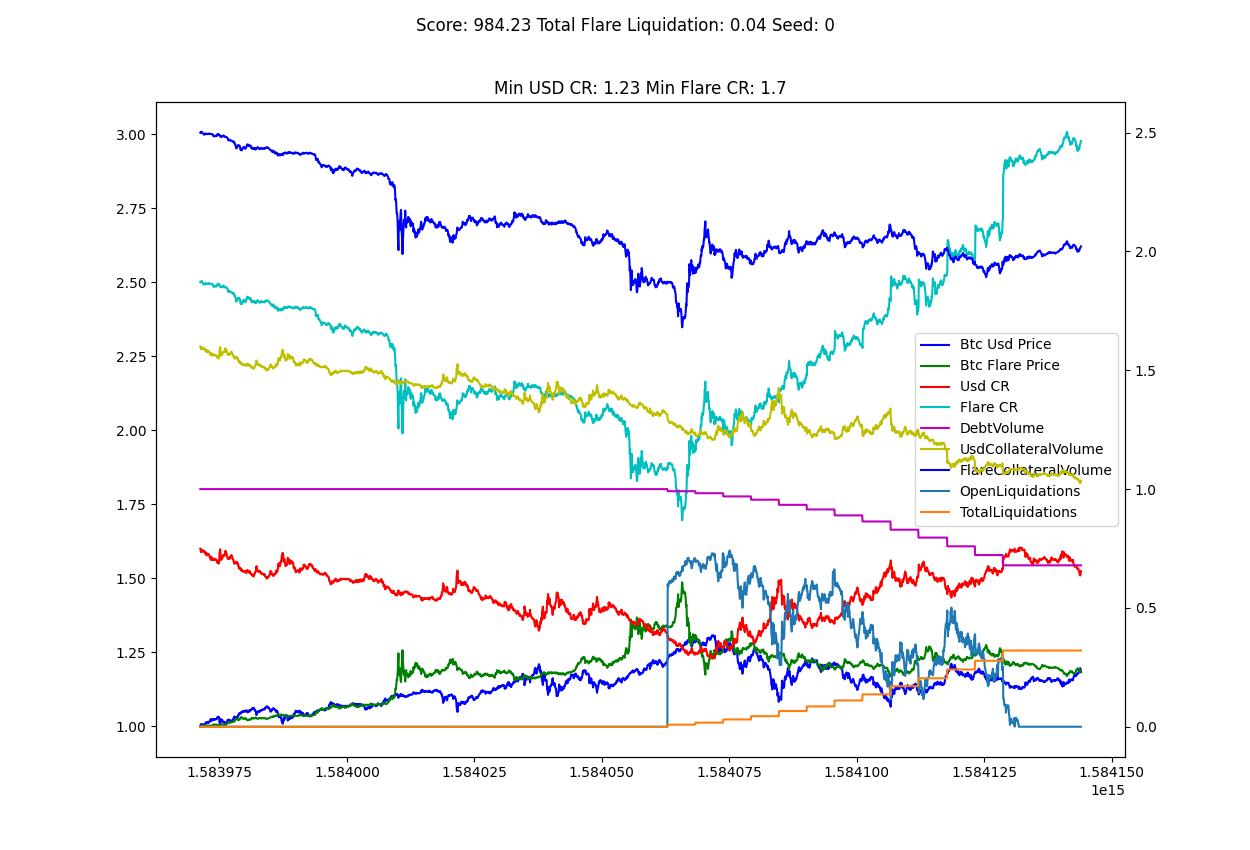 Score: 984.23 Total Flare Liquidation: 0.04 Seed: 0
Min USD CR: 1.23 Min Flare CR: 1.7
3.00
2.75
2.50
2.25
2.00
1.75
1.50
1.25
1.00
2.5
2.0
1.5
1.0
0.5
0.0
Btc Usd Price
Btc Flare Price
Usd CR
Flare CR
DebtVolume
UsdCollateralVolume
FlareCollateralVolume
OpenLiquidations
TotalLiquidations
1.583975 1.584000 1.584025 1.584050 1.584075 1.584100 1.584125 1.584150
1e15